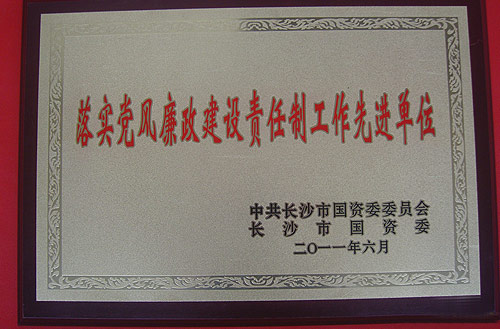 落实党风廉政建设责任制工作先进单位
中共长沙市国资委委员会
长沙市国资委
二〇一一年六月